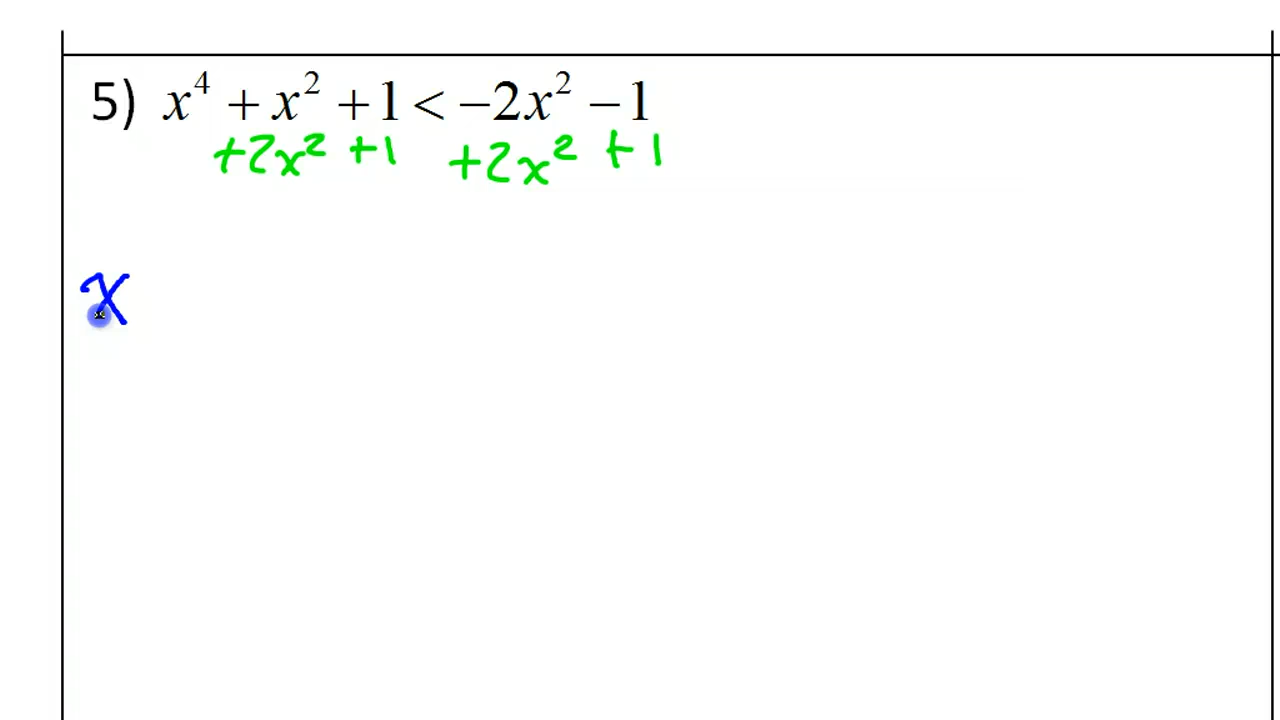 5) x⁴ + x² + 1 < −2x² − 1
+2x² +1 +2x² +1
x